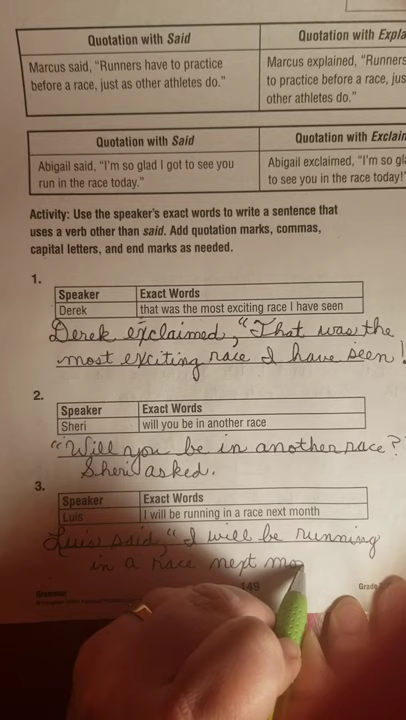 Quotation with Said
Quotation with Expla
Marcus said, "Runners have to practice
before a race, just as other athletes do."
Marcus explained, "Runners
to practice before a race, jus
other athletes do."
Quotation with Said
Quotation with Exclain
Abigail said, "I'm so glad I got to see you
run in the race today."
Abigail exclaimed, "I'm so gla
to see you in the race today!"
Activity: Use the speaker's exact words to write a sentence that
uses a verb other than said. Add quotation marks, commas,
capital letters, and end marks as needed.
1.
Speaker Exact Words
Derek that was the most exciting race I have seen
Derek exclaimed, "That was the
most exciting race I have seen!
2.
Speaker Exact Words
Sheri will you be in another race
"Will you be in another race?
Sheri asked.
3.
Speaker Exact Words
Luis I will be running in a race next month
Luis said, "I will be running
in a race next mo
Grammar 149 Grade